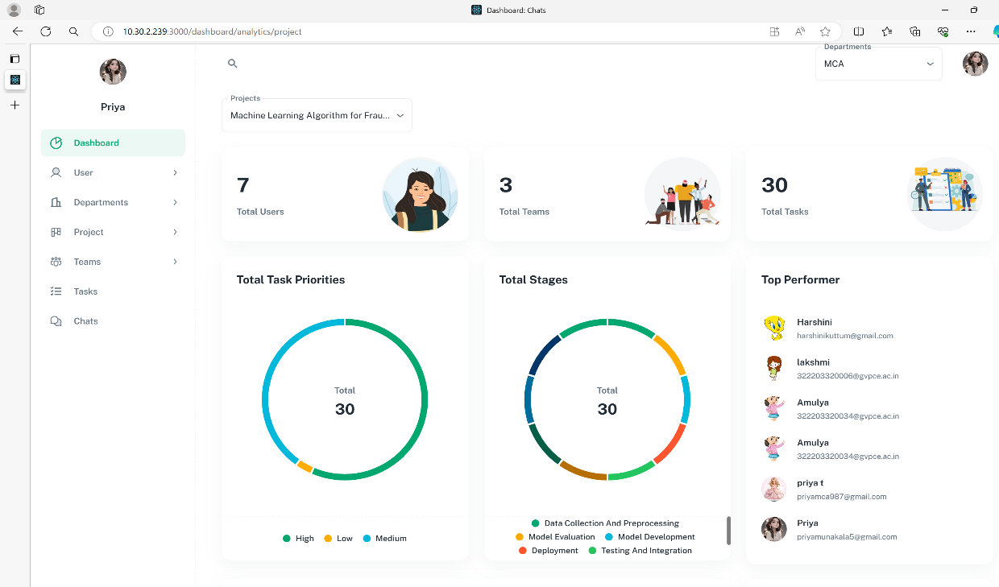 Dashboard: Chats
10.30.2.239:3000/dashboard/analytics/project
Departments
MCA
Priya
Projects
Machine Learning Algorithm for Frau...
Dashboard
User
Departments
Project
Teams
Tasks
Chats
7
Total Users
3
Total Teams
30
Total Tasks
Total Task Priorities
Total
30
High Low Medium
Total Stages
Total
30
Data Collection And Preprocessing
Model Evaluation Model Development
Deployment Testing And Integration
Top Performer
Harshini
harshinikuttum@gmail.com
lakshmi
322203320006@gvpce.ac.in
Amulya
322203320034@gvpce.ac.in
Amulya
322203320034@gvpce.ac.in
priya t
priyamca987@gmail.com
Priya
priyamunakala5@gmail.com